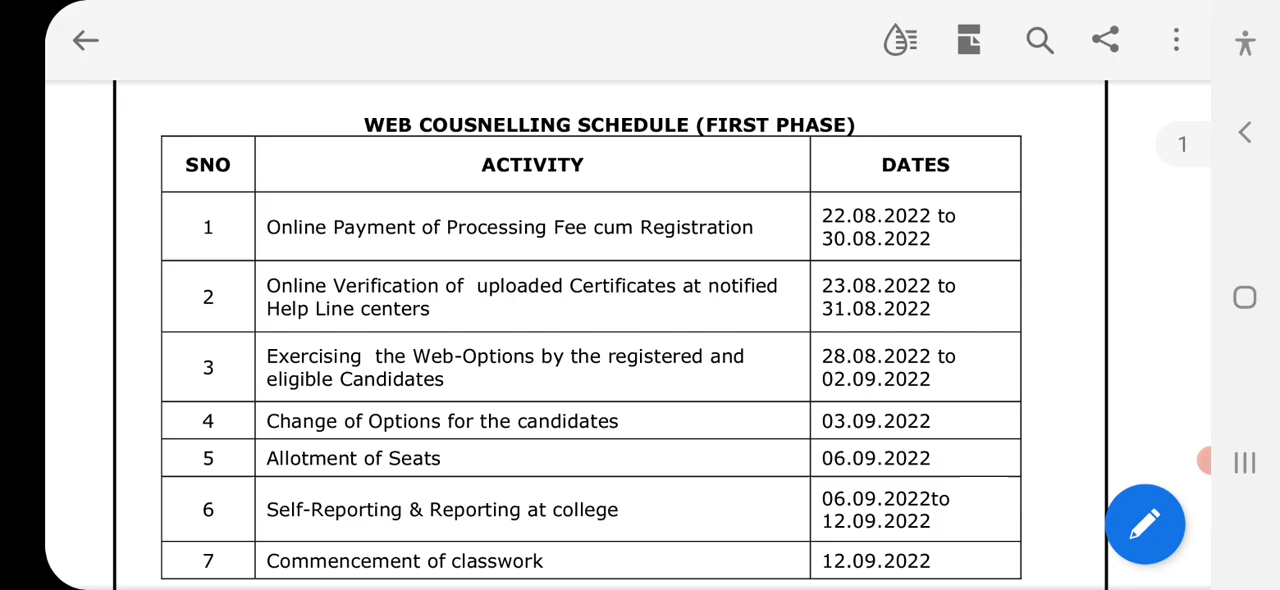 WEB COUSNELLING SCHEDULE (FIRST PHASE)
SNO ACTIVITY DATES
1 Online Payment of Processing Fee cum Registration 22.08.2022 to
30.08.2022
2 Online Verification of uploaded Certificates at notified 23.08.2022 to
Help Line centers 31.08.2022
3 Exercising the Web-Options by the registered and 28.08.2022 to
eligible Candidates 02.09.2022
4 Change of Options for the candidates 03.09.2022
5 Allotment of Seats 06.09.2022
6 Self-Reporting & Reporting at college 06.09.2022to
12.09.2022
7 Commencement of classwork 12.09.2022
1